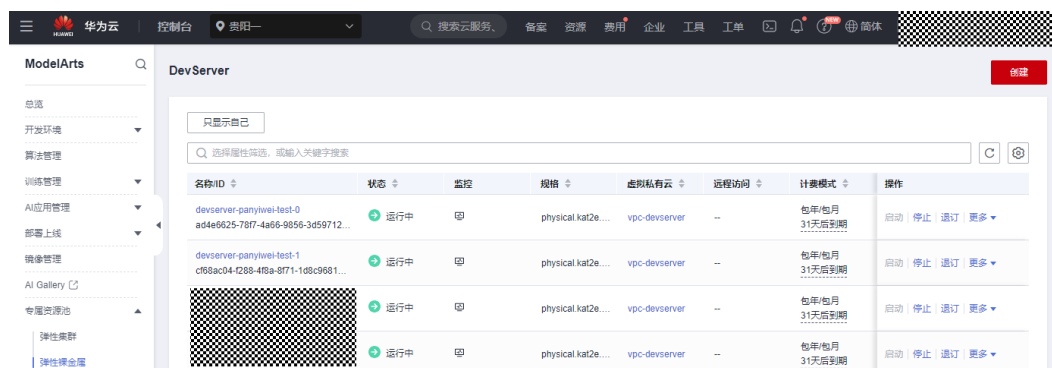 HUAWEI 华为云 控制台 贵阳一 搜索云服务、 备案 资源 费用 企业 工具 工单 NEW 简体
ModelArts
DevServer
创建
总览
开发环境
算法管理
训练管理
AI应用管理
部署上线
镜像管理
AI Gallery
专属资源池
弹性集群
弹性裸金属
只显示自己
选择属性筛选，或输入关键字搜索
名称/ID 状态 监控 规格 虚拟私有云 远程访问 计费模式 操作
devserver-panyiwei-test-0
ad4e6625-78f7-4a66-9856-3d59712...
运行中 physical.kat2e.... vpc-devserver --
包年/包月
31天后到期
启动 停止 退订 更多
devserver-panyiwei-test-1
cf68ac04-f288-4f8a-8f71-1d8c9681...
运行中 physical.kat2e.... vpc-devserver --
包年/包月
31天后到期
启动 停止 退订 更多
运行中 physical.kat2e.... vpc-devserver --
包年/包月
31天后到期
启动 停止 退订 更多
运行中 physical.kat2e.... vpc-devserver --
包年/包月
31天后到期
启动 停止 退订 更多